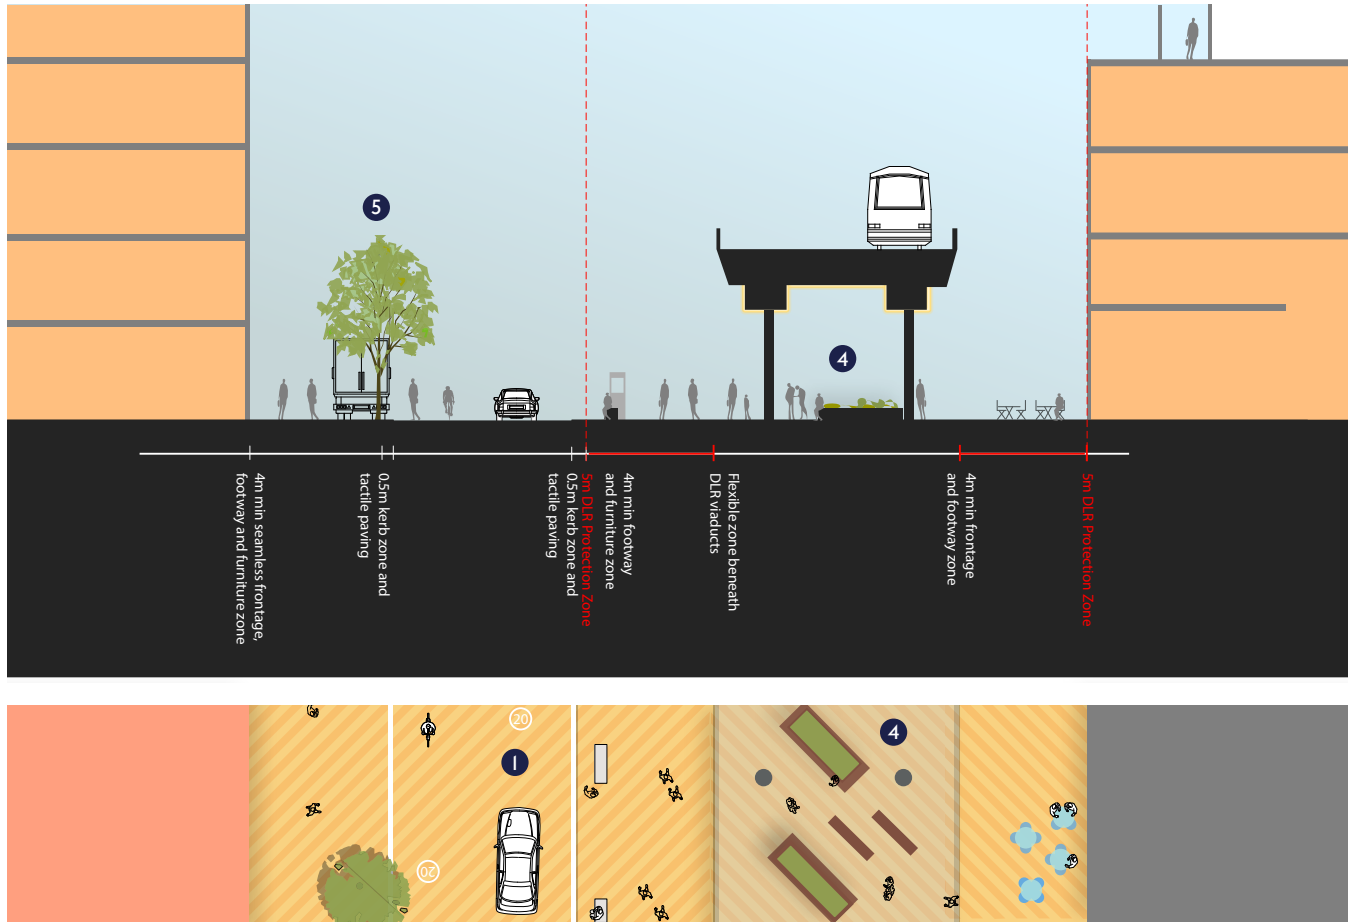 5
4
4m min seamless frontage,
footway and furniture zone
0.5m kerb zone and
tactile paving
0.5m kerb zone and
tactile paving
5m DLR Protection Zone
4m min footway
and furniture zone
Flexible zone beneath
DLR viaducts
4m min frontage
and footway zone
5m DLR Protection Zone
20
1
4
20